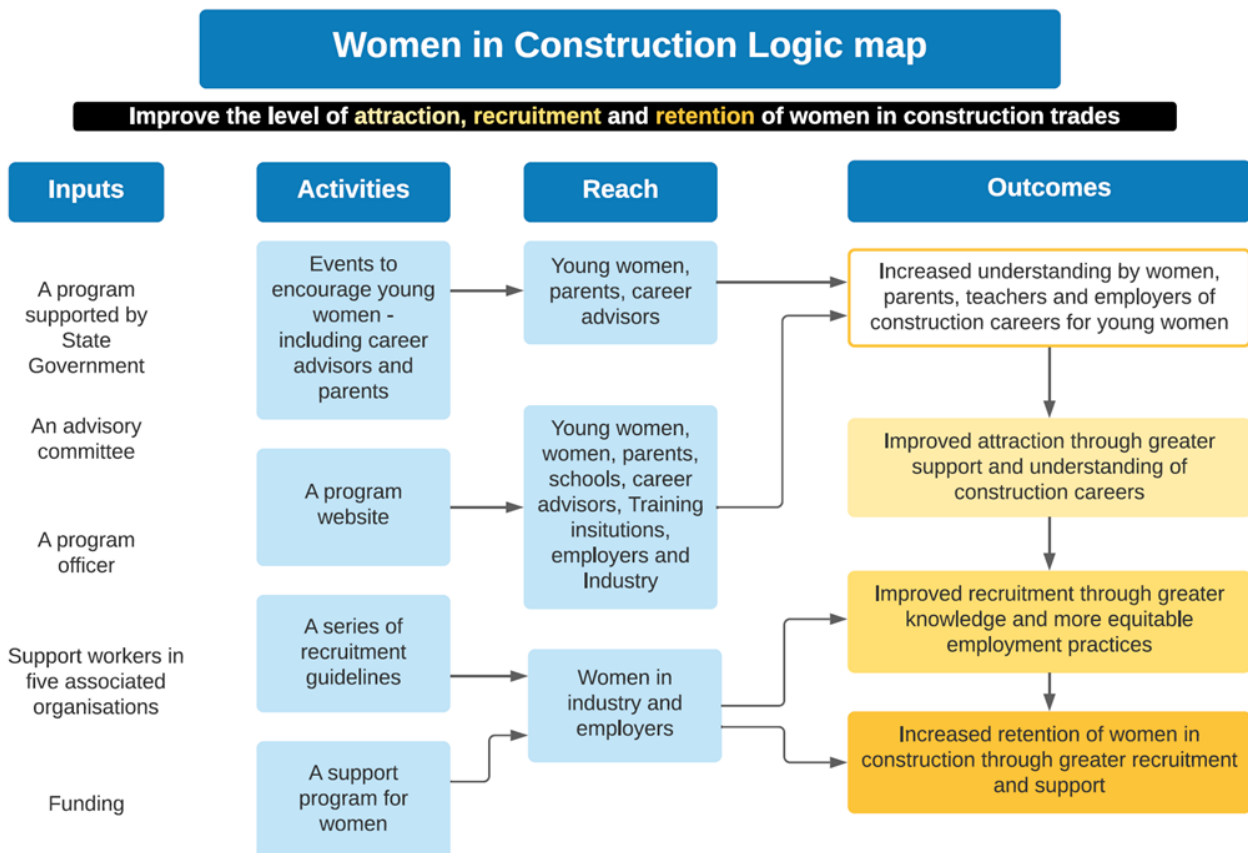 Women in Construction Logic map
Improve the level of attraction, recruitment and retention of women in construction trades
Inputs
A program
supported by
State
Government
An advisory
committee
A program
officer
Support workers in
five associated
organisations
Funding
Activities
Events to
encourage young
women -
including career
advisors and
parents
A program
website
A series of
recruitment
guidelines
A support
program for
women
Reach
Young women,
parents, career
advisors
Young women,
women, parents,
schools, career
advisors, Training
insitutions,
employers and
Industry
Women in
industry and
employers
Outcomes
Increased understanding by women,
parents, teachers and employers of
construction careers for young women
Improved attraction through greater
support and understanding of
construction careers
Improved recruitment through greater
knowledge and more equitable
employment practices
Increased retention of women in
construction through greater recruitment
and support